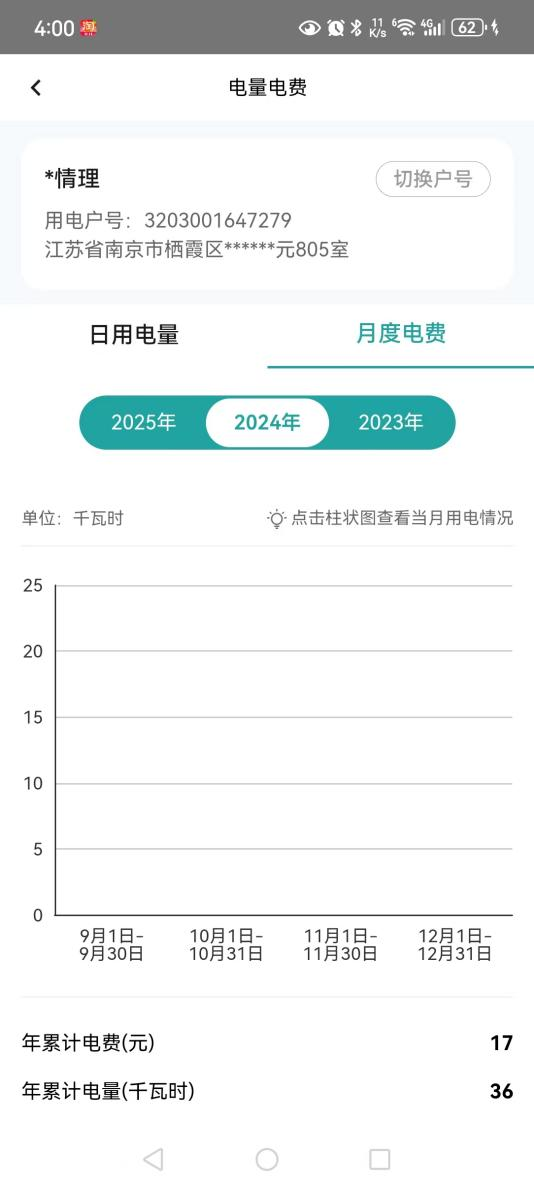 4:00
淘
11
K/s
6
4G
62
电量电费
*情理
切换户号
用电户号：3203001647279
江苏省南京市栖霞区******元805室
日用电量
月度电费
2025年
2024年
2023年
单位：千瓦时
点击柱状图查看当月用电情况
25
20
15
10
5
0
9月1日-
9月30日
10月1日-
10月31日
11月1日-
11月30日
12月1日-
12月31日
年累计电费(元)
17
年累计电量(千瓦时)
36